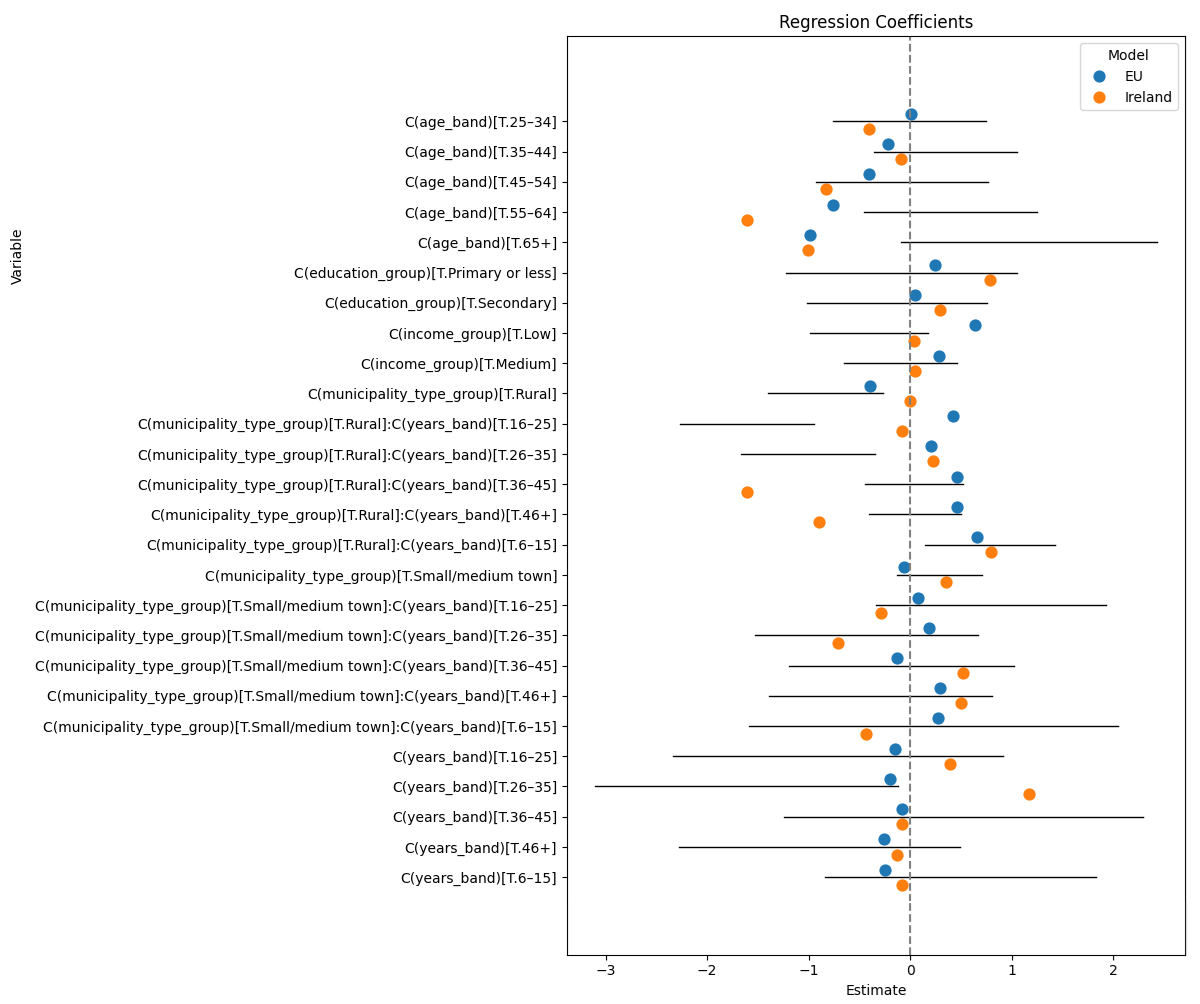 Regression Coefficients
Model
EU
Ireland
Variable
C(age_band)[T.25–34]
C(age_band)[T.35–44]
C(age_band)[T.45–54]
C(age_band)[T.55–64]
C(age_band)[T.65+]
C(education_group)[T.Primary or less]
C(education_group)[T.Secondary]
C(income_group)[T.Low]
C(income_group)[T.Medium]
C(municipality_type_group)[T.Rural]
C(municipality_type_group)[T.Rural]:C(years_band)[T.16–25]
C(municipality_type_group)[T.Rural]:C(years_band)[T.26–35]
C(municipality_type_group)[T.Rural]:C(years_band)[T.36–45]
C(municipality_type_group)[T.Rural]:C(years_band)[T.46+]
C(municipality_type_group)[T.Rural]:C(years_band)[T.6–15]
C(municipality_type_group)[T.Small/medium town]
C(municipality_type_group)[T.Small/medium town]:C(years_band)[T.16–25]
C(municipality_type_group)[T.Small/medium town]:C(years_band)[T.26–35]
C(municipality_type_group)[T.Small/medium town]:C(years_band)[T.36–45]
C(municipality_type_group)[T.Small/medium town]:C(years_band)[T.46+]
C(municipality_type_group)[T.Small/medium town]:C(years_band)[T.6–15]
C(years_band)[T.16–25]
C(years_band)[T.26–35]
C(years_band)[T.36–45]
C(years_band)[T.46+]
C(years_band)[T.6–15]
−3 −2 −1 0 1 2
Estimate